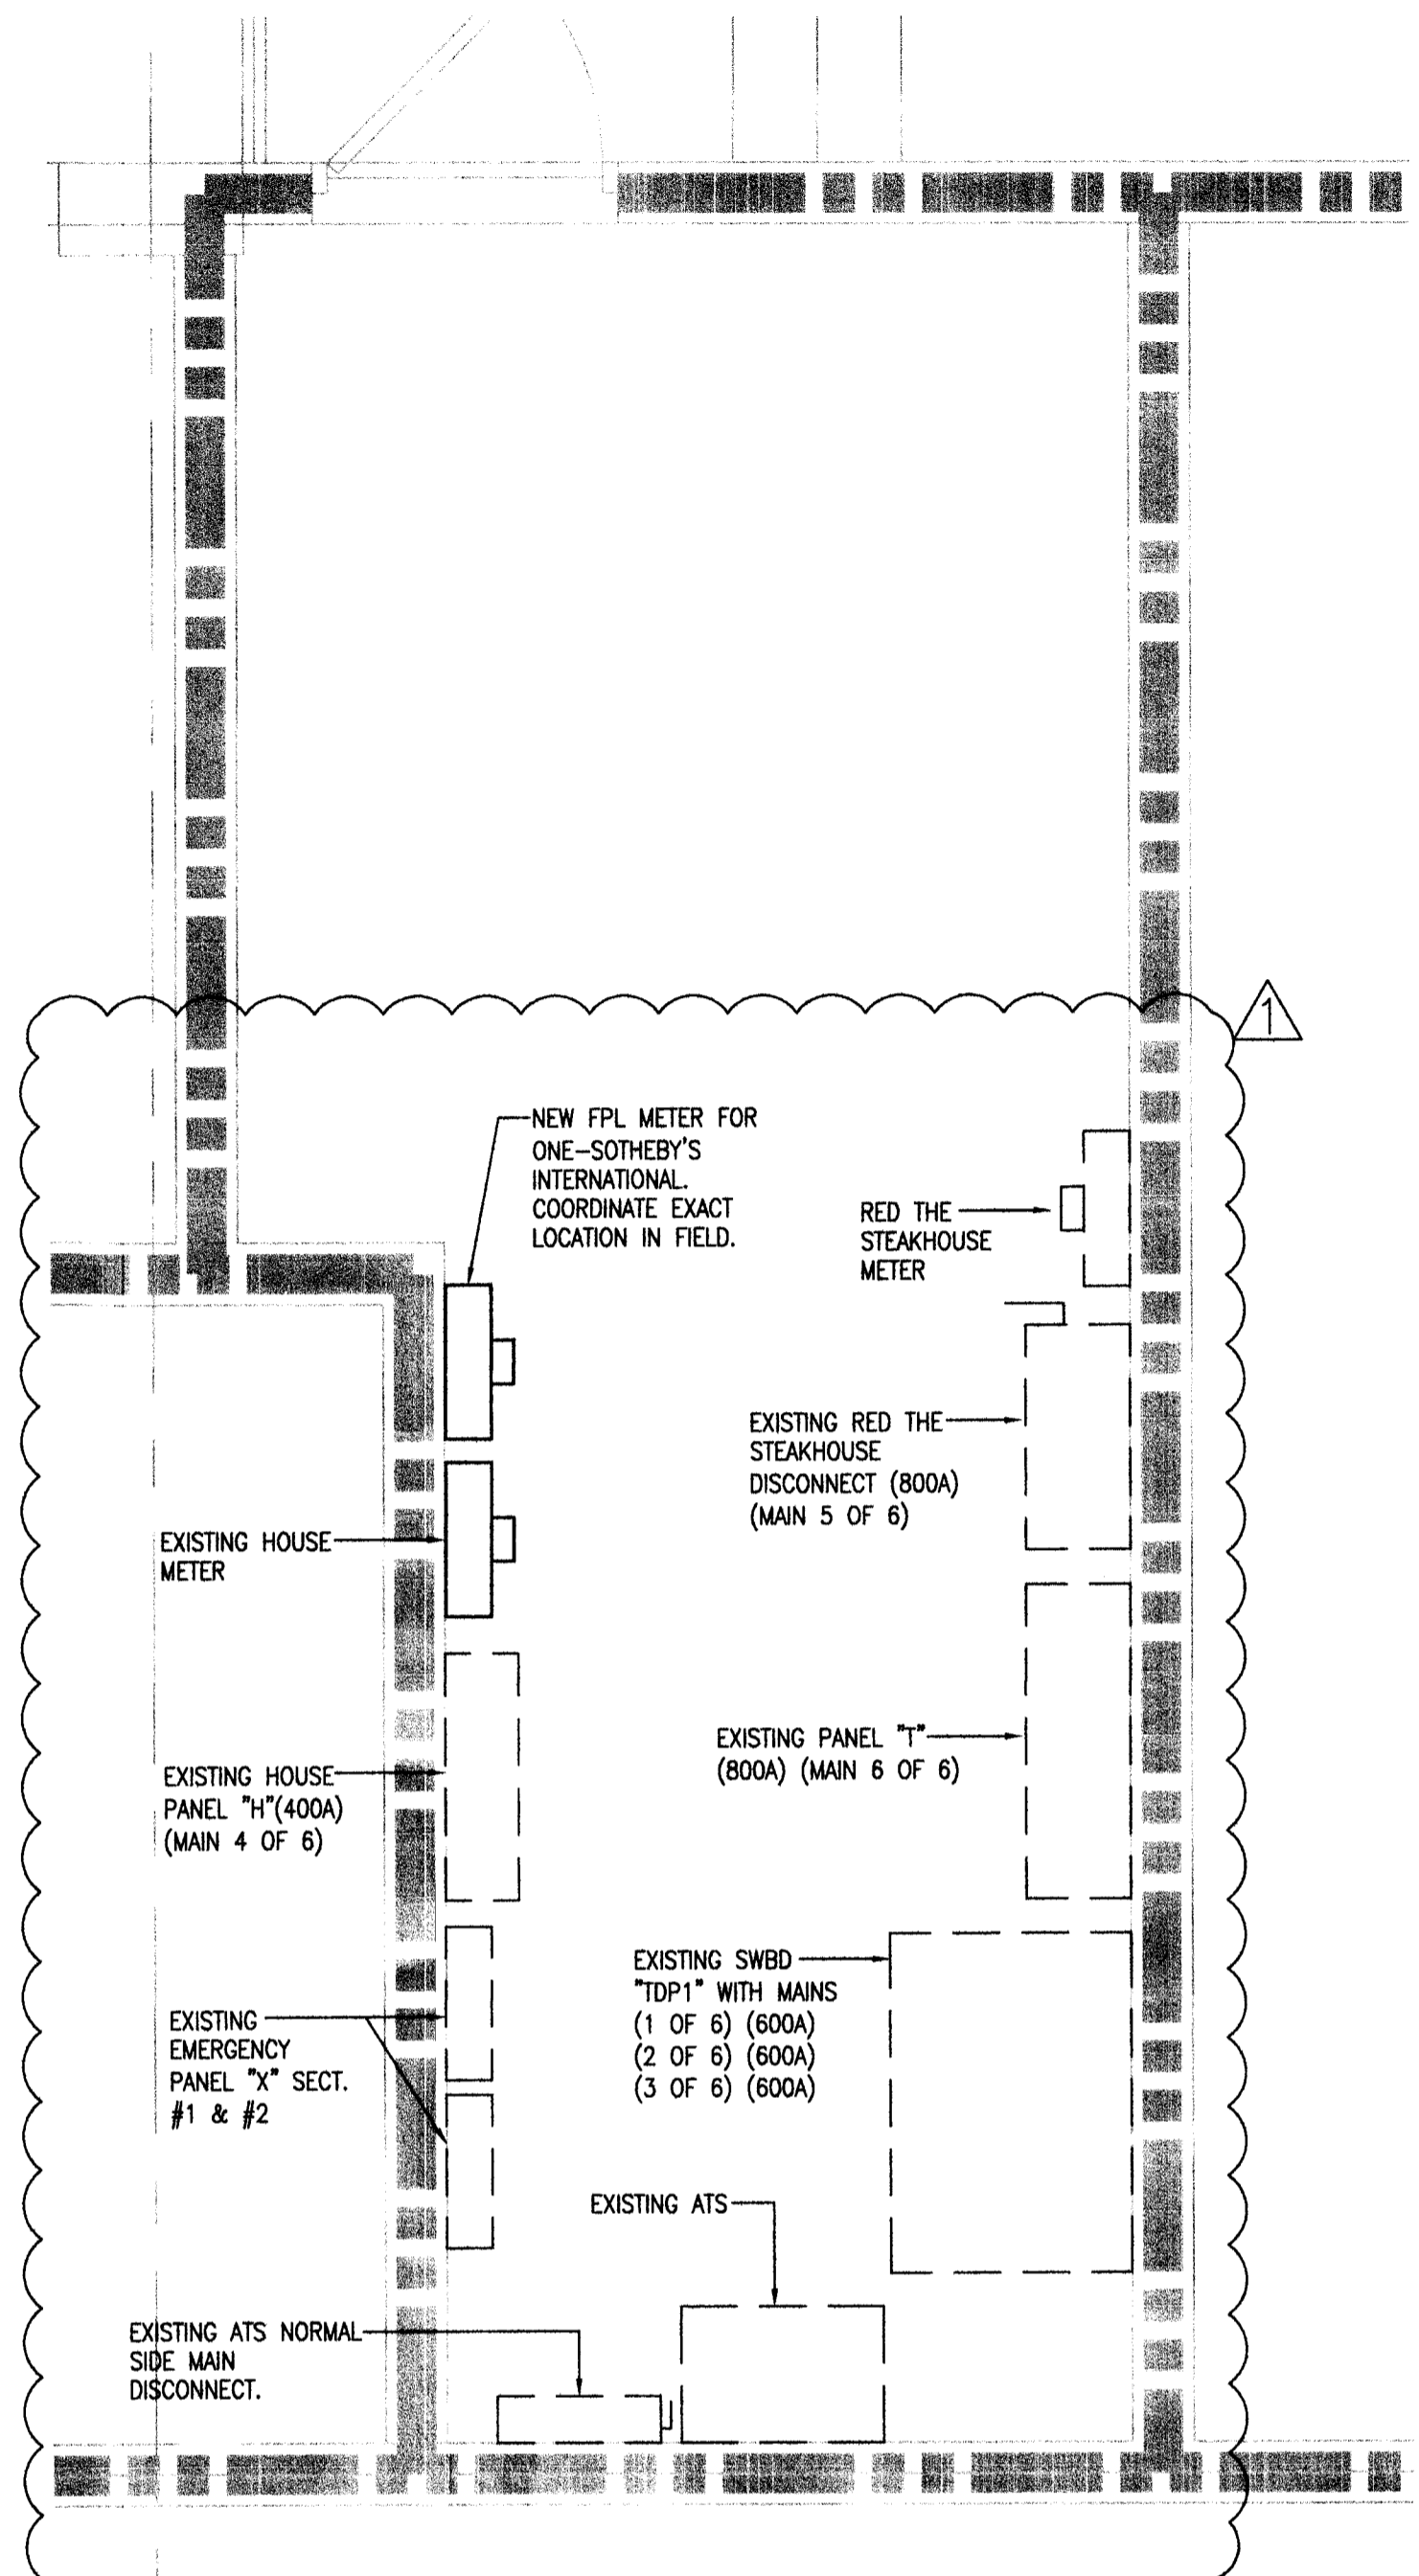 1
NEW FPL METER FOR
ONE-SOTHEBY'S
INTERNATIONAL.
COORDINATE EXACT
LOCATION IN FIELD.
RED THE
STEAKHOUSE
METER
EXISTING RED THE
STEAKHOUSE
DISCONNECT (800A)
(MAIN 5 OF 6)
EXISTING HOUSE
METER
EXISTING PANEL "T"
(800A) (MAIN 6 OF 6)
EXISTING HOUSE
PANEL "H"(400A)
(MAIN 4 OF 6)
EXISTING SWBD
"TDP1" WITH MAINS
(1 OF 6) (600A)
(2 OF 6) (600A)
(3 OF 6) (600A)
EXISTING
EMERGENCY
PANEL "X" SECT.
#1 & #2
EXISTING ATS
EXISTING ATS NORMAL
SIDE MAIN
DISCONNECT.